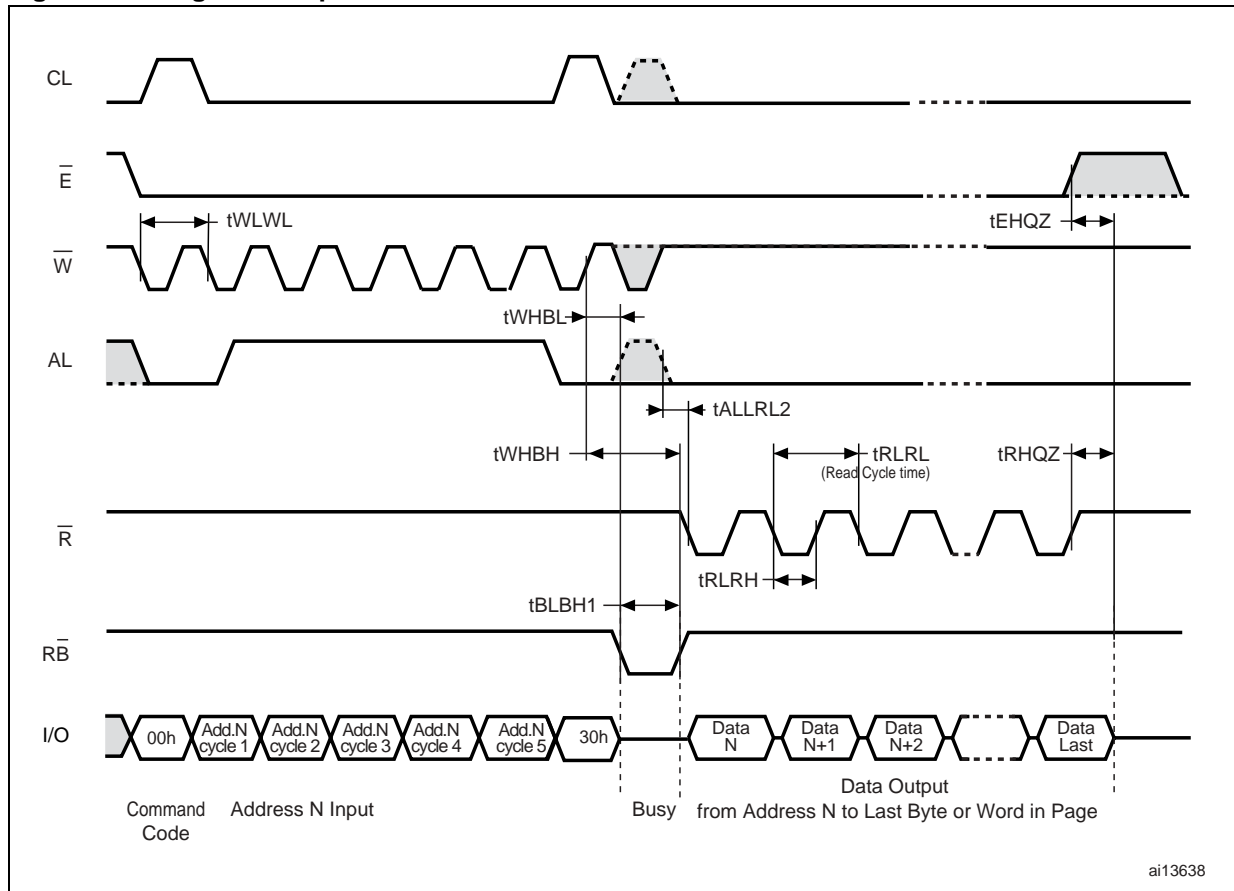 CL
E
tWLWL
tEHQZ
W
tWHBL
AL
tALLRL2
tWHBH
tRLRL
(Read Cycle time)
tRHQZ
R
tRLRH
tBLBH1
RB
I/O
00h
Add.N
cycle 1
Add.N
cycle 2
Add.N
cycle 3
Add.N
cycle 4
Add.N
cycle 5
30h
Data
N
Data
N+1
Data
N+2
Data
Last
Command
Code
Address N Input
Busy
Data Output
from Address N to Last Byte or Word in Page
ai13638